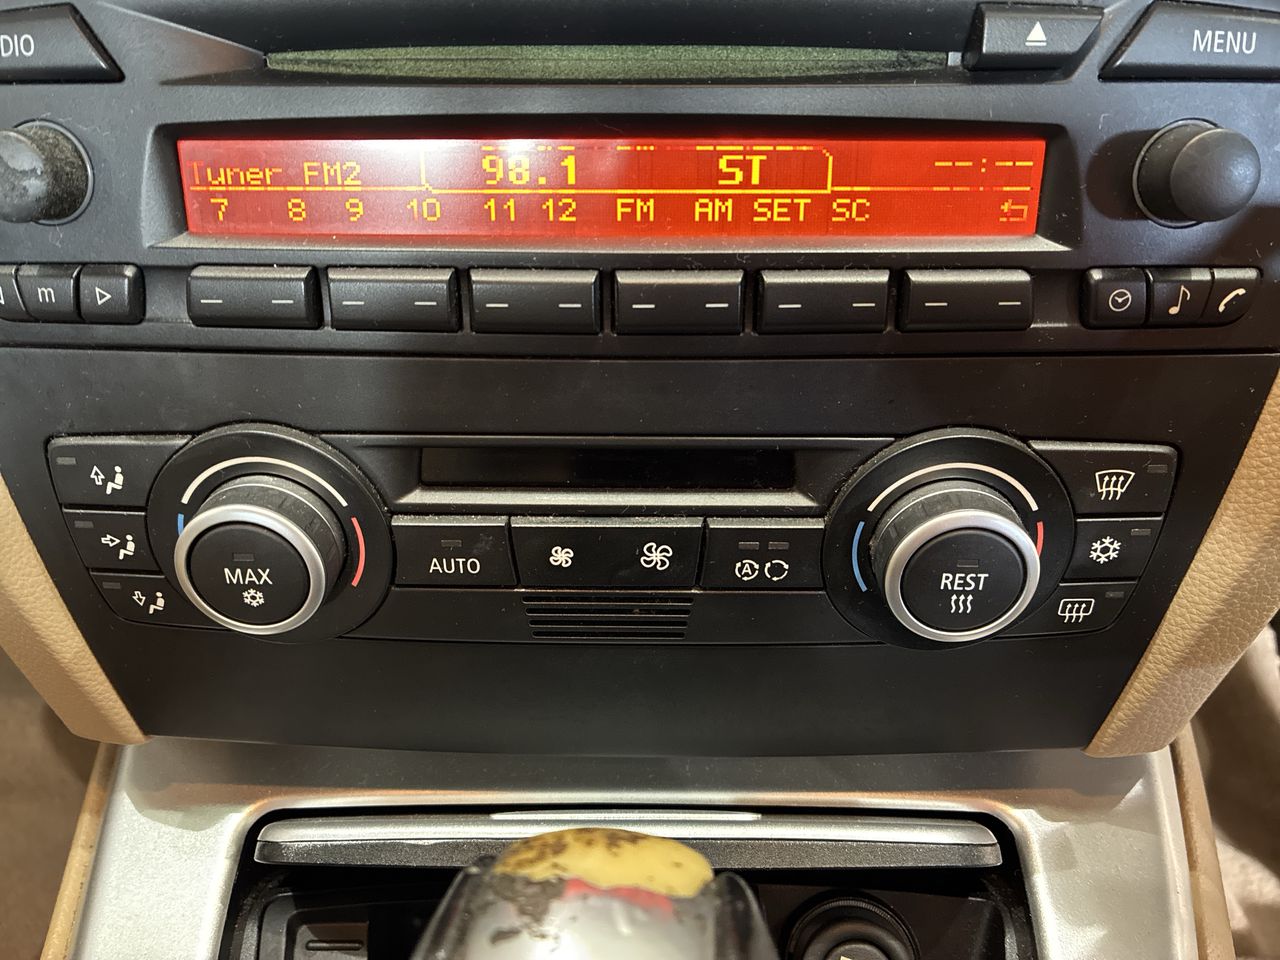 DIO
MENU
Tuner FM2 98.1 ST --:--
7 8 9 10 11 12 FM AM SET SC
m
MAX
AUTO
A
REST